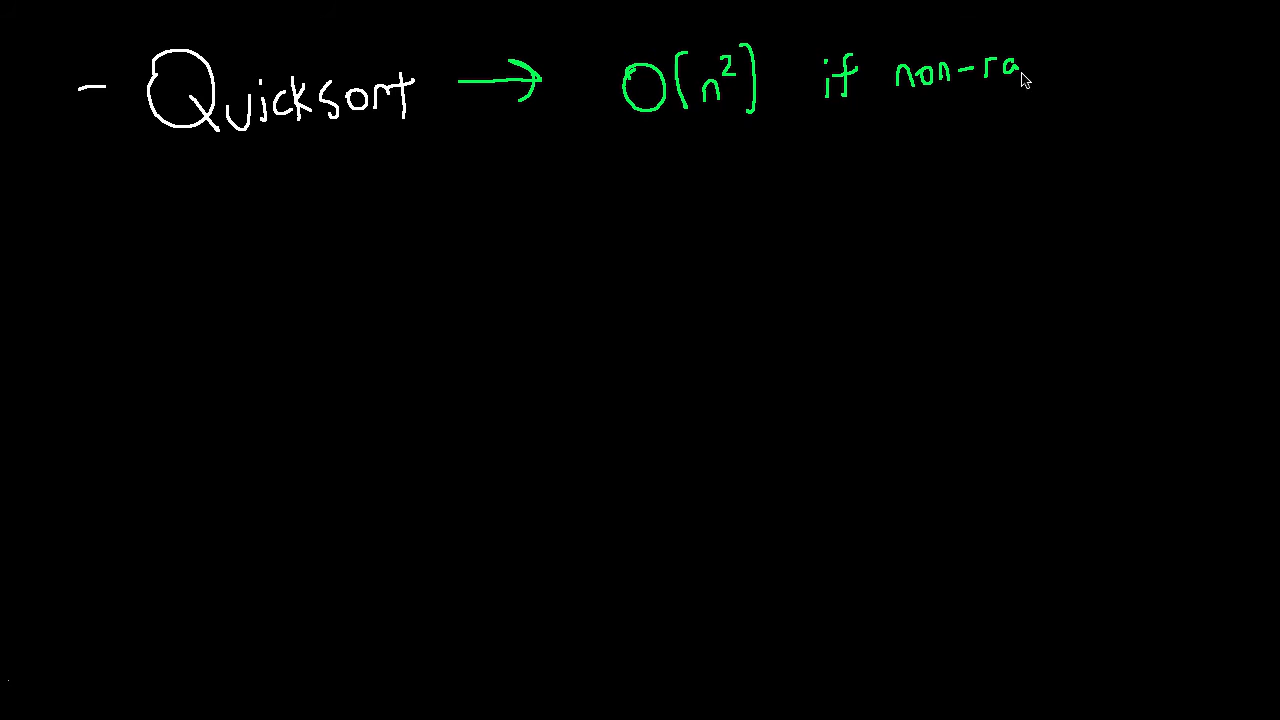 - Quicksort → O(n²) if non-ra